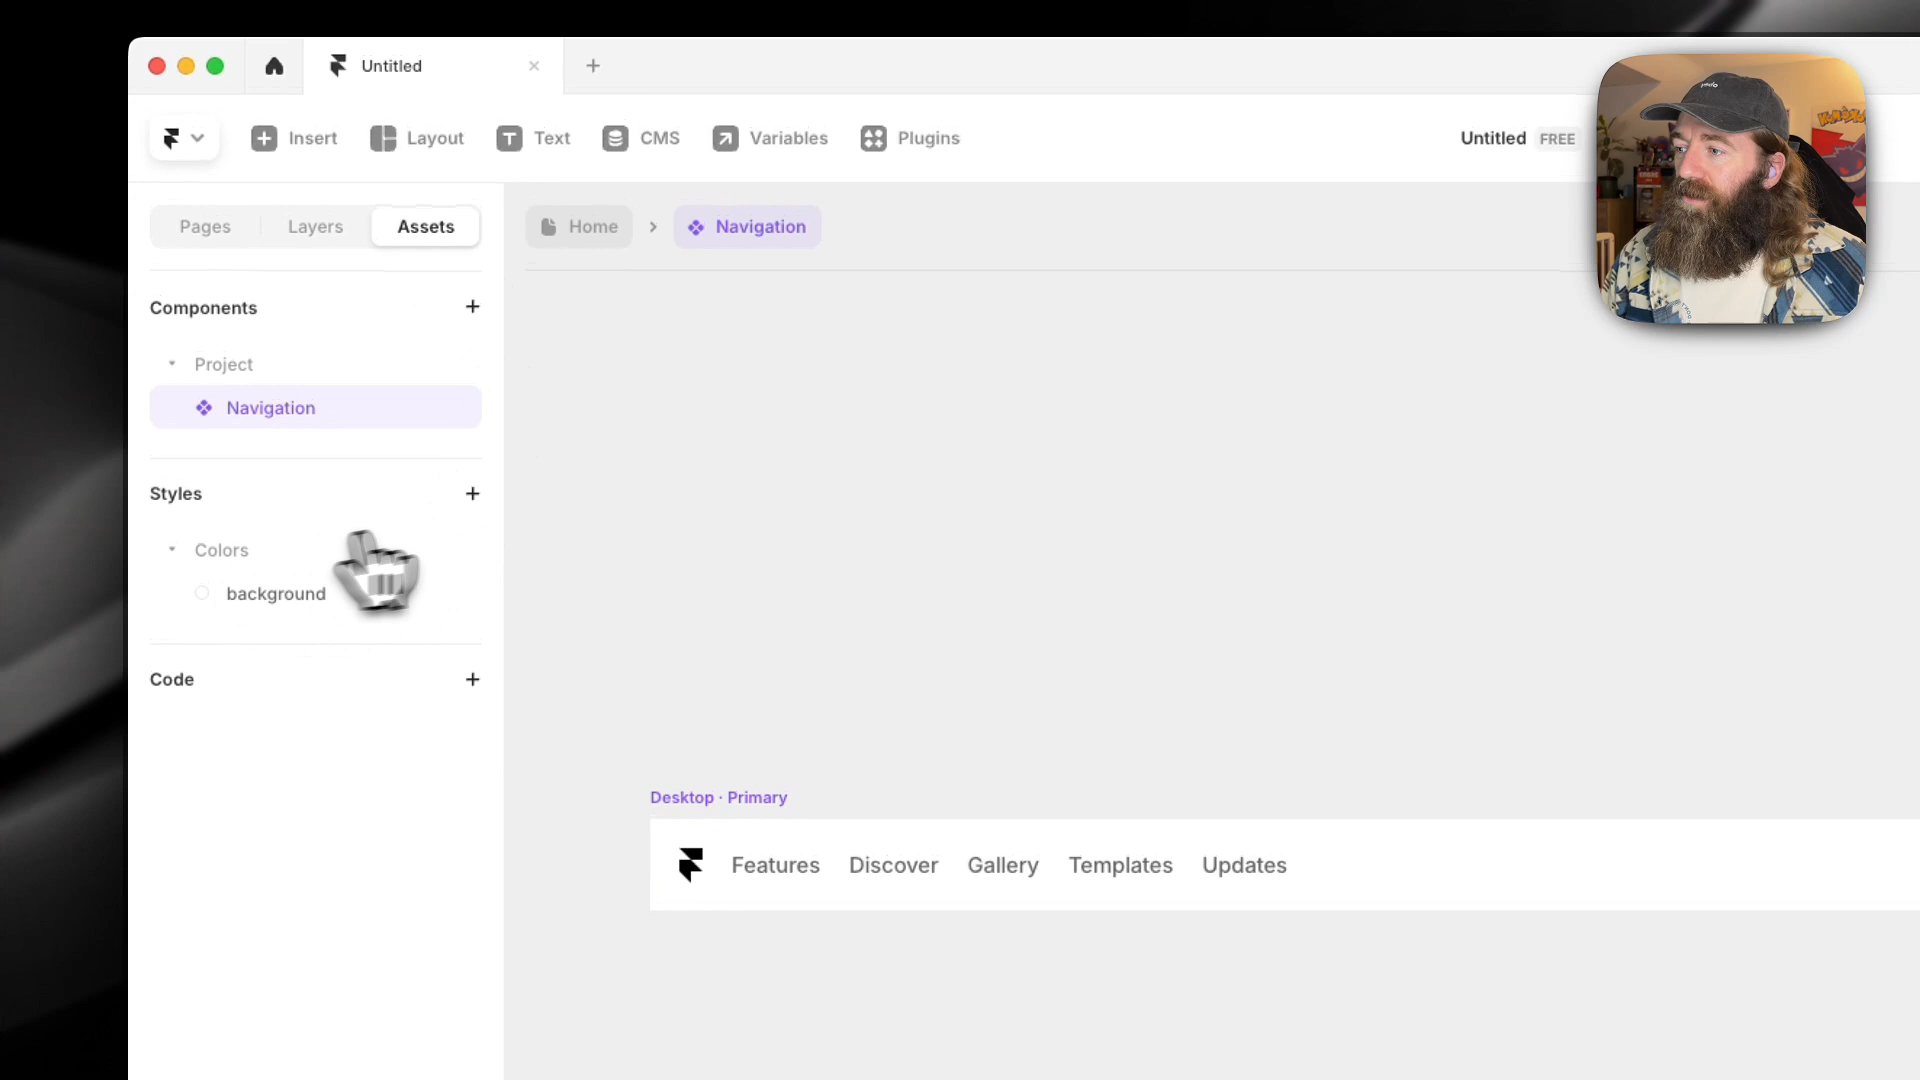 Untitled
Insert
Layout
Text
CMS
Variables
Plugins
Untitled FREE
Pages
Layers
Assets
Home
Navigation
Components
Project
Navigation
Styles
Colors
background
Code
Desktop · Primary
Features
Discover
Gallery
Templates
Updates